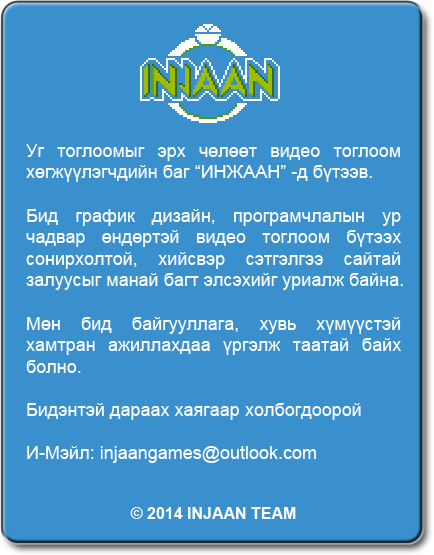 INJAAN
Уг тоглоомыг эрх чөлөөт видео тоглоом
хөгжүүлэгчдийн баг “ИНЖААН” -д бүтээв.
Бид график дизайн, програмчлалын ур
чадвар өндөртэй видео тоглоом бүтээх
сонирхолтой, хийсвэр сэтгэлгээ сайтай
залуусыг манай багт элсэхийг уриалж байна.
Мөн бид байгууллага, хувь хүмүүстэй
хамтран ажиллахдаа үргэлж таатай байх
болно.
Бидэнтэй дараах хаягаар холбогдоорой
И-Мэйл: injaangames@outlook.com
© 2014 INJAAN TEAM